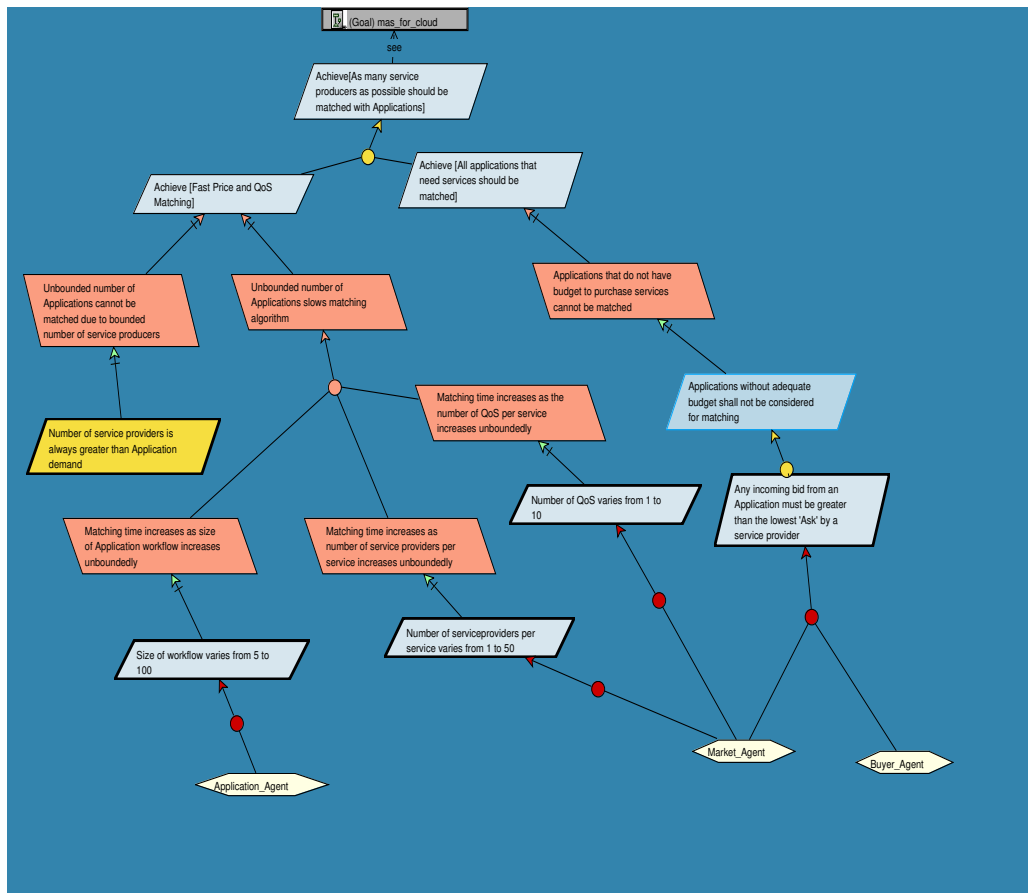 (Goal) mas_for_cloud
see
Achieve[As many service
producers as possible should be
matched with Applications]
Achieve [All applications that
need services should be
matched]
Achieve [Fast Price and QoS
Matching]
Unbounded number of
Applications cannot be
matched due to bounded
number of service producers
Unbounded number of
Applications slows matching
algorithm
Applications that do not have
budget to purchase services
cannot be matched
Matching time increases as the
number of QoS per service
increases unboundedly
Applications without adequate
budget shall not be considered
for matching
Number of service providers is
always greater than Application
demand
Number of QoS varies from 1 to
10
Any incoming bid from an
Application must be greater
than the lowest 'Ask' by a
service provider
Matching time increases as size
of Application workflow increases
unboundedly
Matching time increases as
number of service providers per
service increases unboundedly
Size of workflow varies from 5 to
100
Number of serviceproviders per
service varies from 1 to 50
Market_Agent
Buyer_Agent
Application_Agent